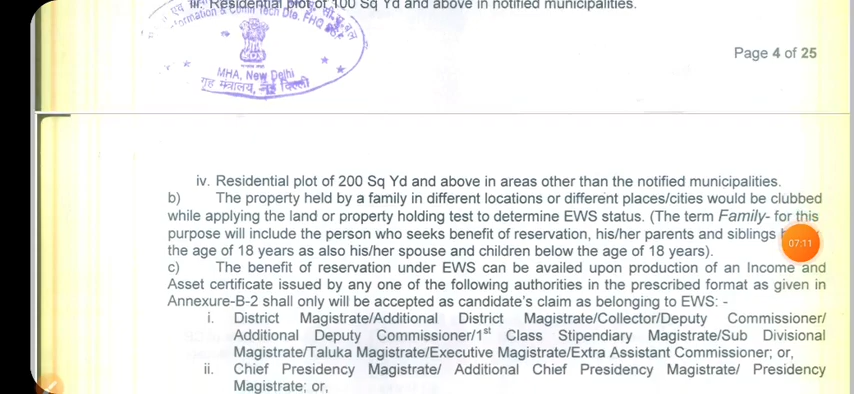 iii. Residential plot of 100 Sq Yd and above in notified municipalities.
Information & Comm Tech Dte. FHQ
MHA, New Delhi
गृह मंत्रालय, नई दिल्ली
Page 4 of 25
iv. Residential plot of 200 Sq Yd and above in areas other than the notified municipalities.
b) The property held by a family in different locations or different places/cities would be clubbed
while applying the land or property holding test to determine EWS status. (The term Family- for this
purpose will include the person who seeks benefit of reservation, his/her parents and siblings
07:11
the age of 18 years as also his/her spouse and children below the age of 18 years).
c) The benefit of reservation under EWS can be availed upon production of an Income and
Asset certificate issued by any one of the following authorities in the prescribed format as given in
Annexure-B-2 shall only will be accepted as candidate's claim as belonging to EWS: -
i. District Magistrate/Additional District Magistrate/Collector/Deputy Commissioner/
Additional Deputy Commissioner/1st Class Stipendiary Magistrate/Sub Divisional
Magistrate/Taluka Magistrate/Executive Magistrate/Extra Assistant Commissioner; or,
ii. Chief Presidency Magistrate/ Additional Chief Presidency Magistrate/ Presidency
Magistrate; or,